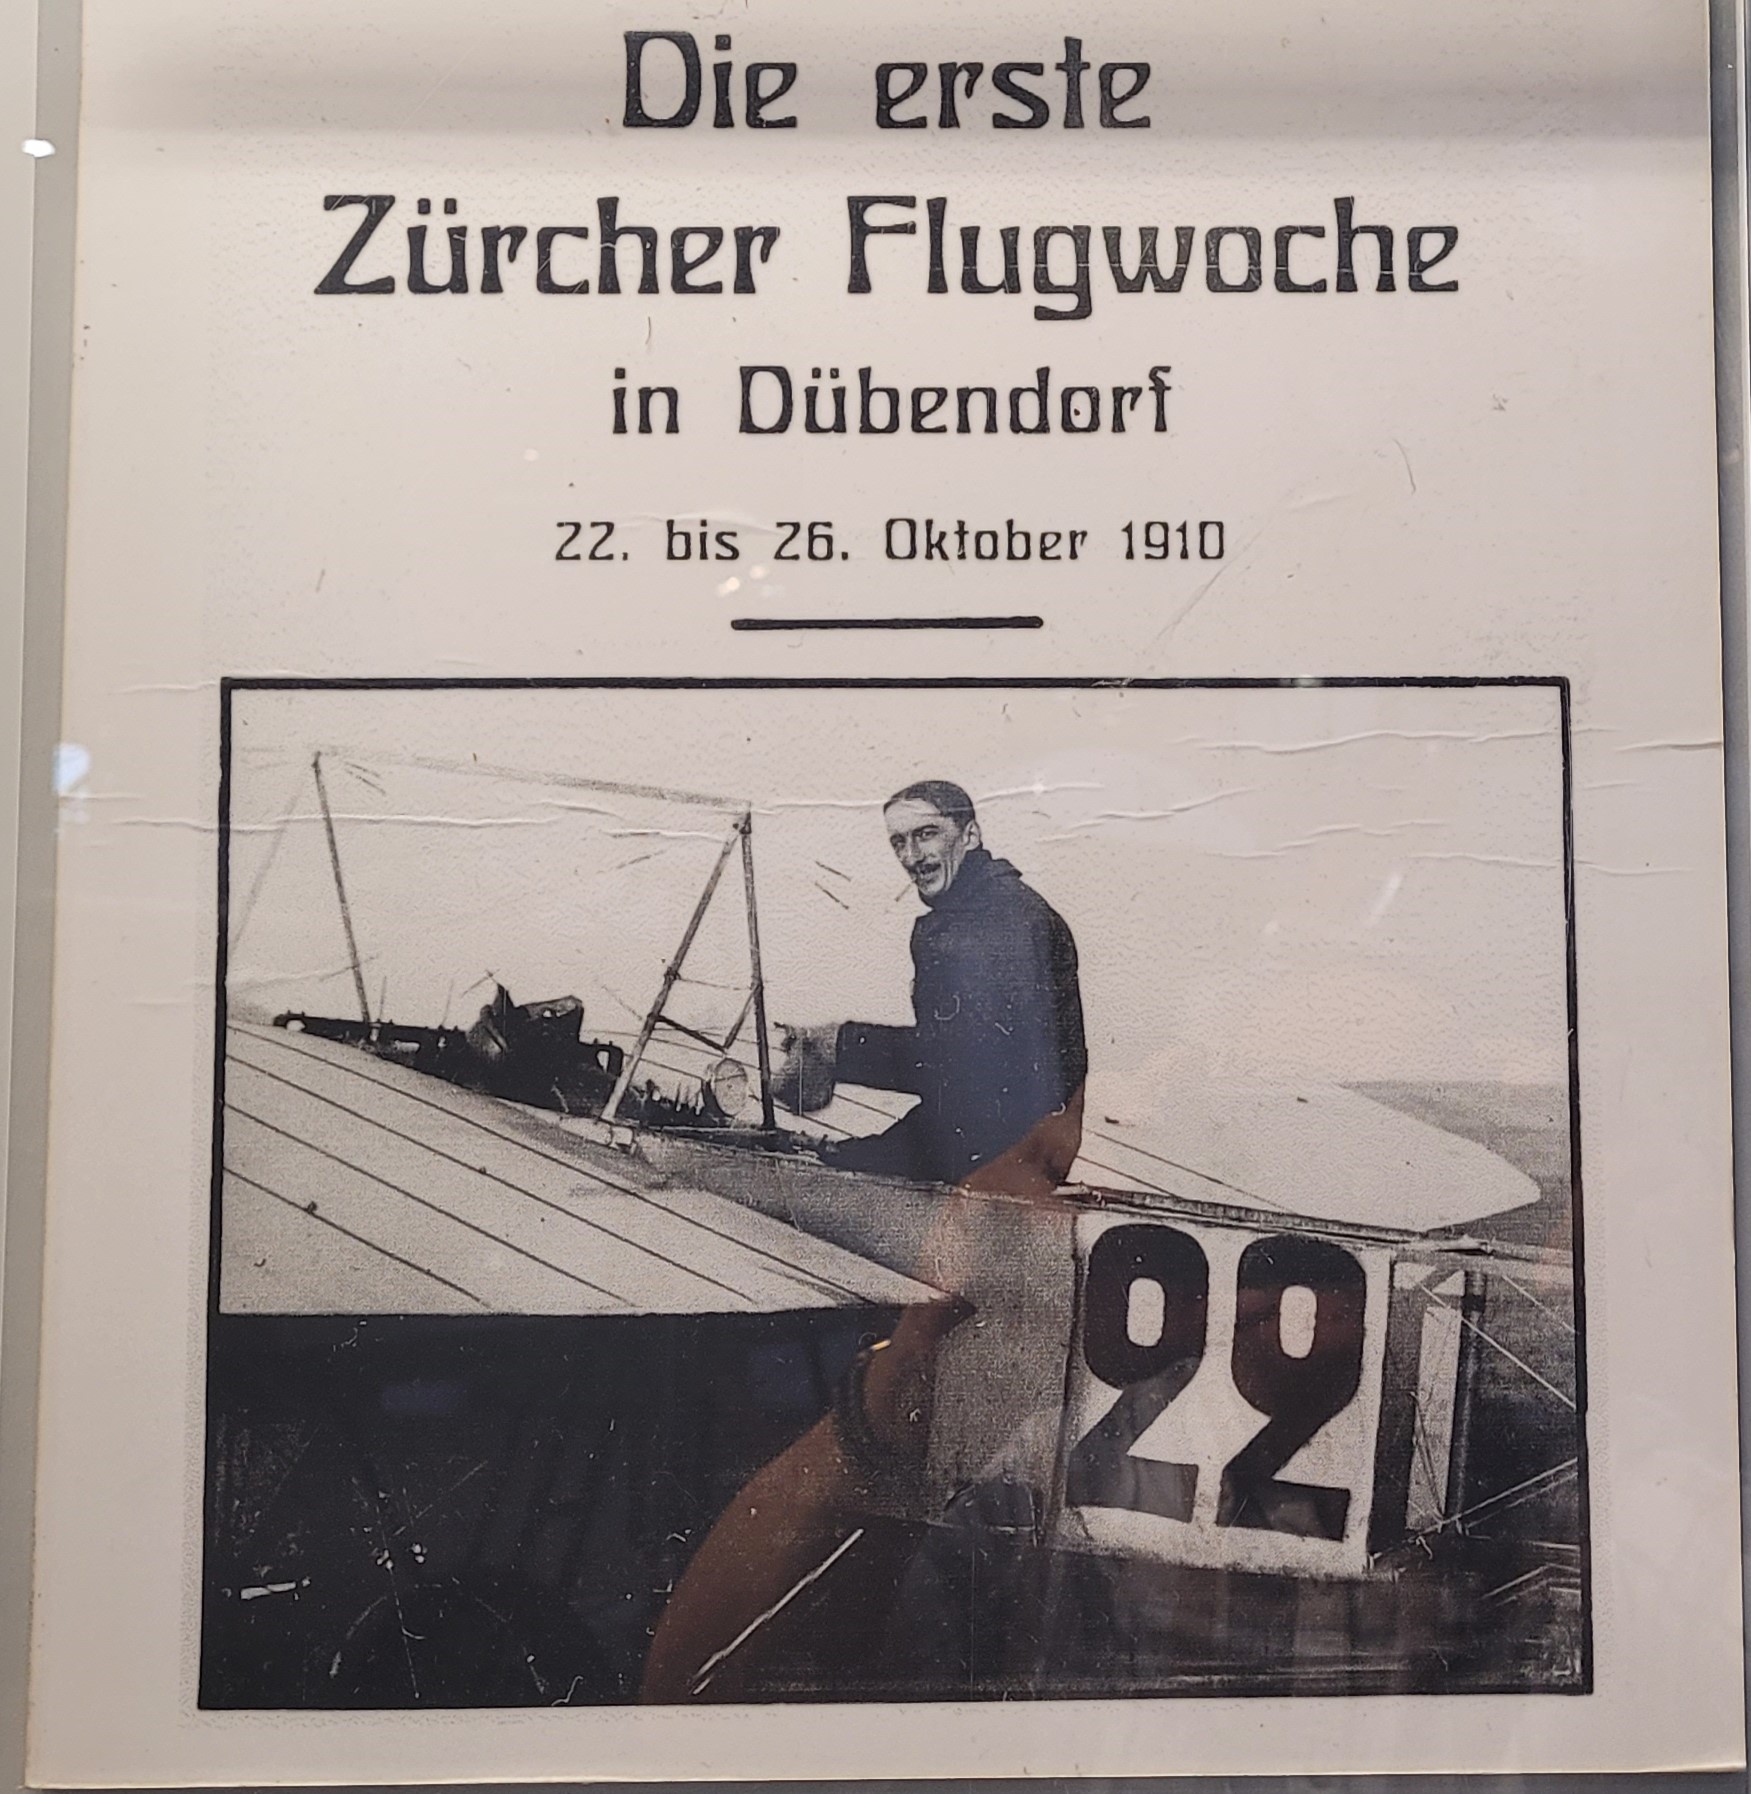 Die erste
Zürcher Flugwoche
in Dübendorf
22. bis 26. Oktober 1910
22